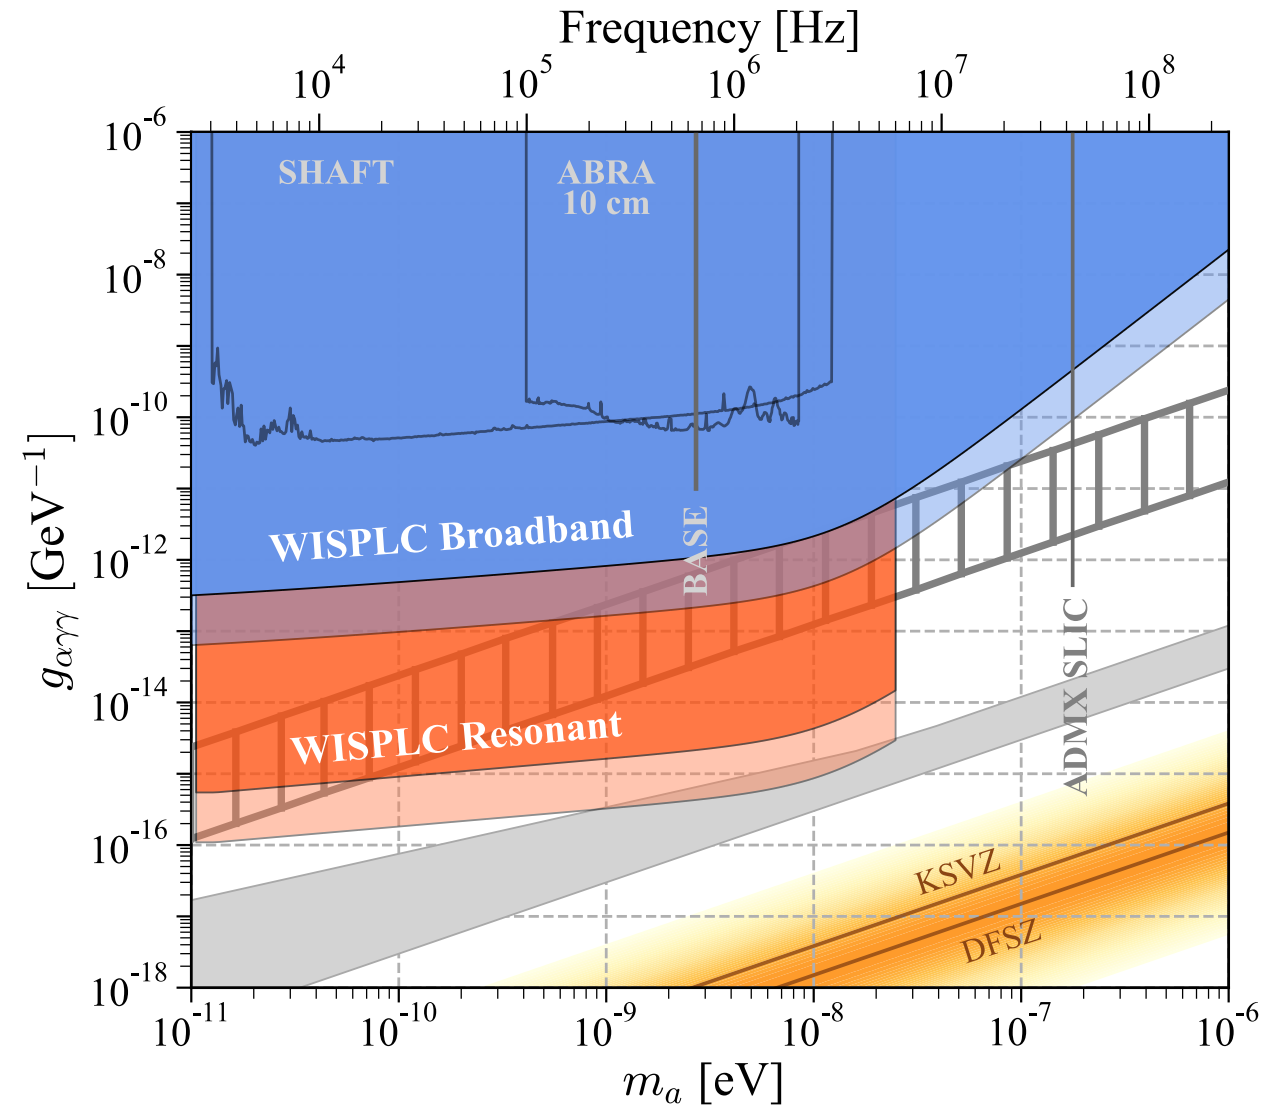 Frequency [Hz]
10^4 10^5 10^6 10^7 10^8
10^-6
10^-8
10^-10
10^-12
10^-14
10^-16
10^-18
g_αγγ [GeV^−1]
SHAFT
ABRA
10 cm
WISPLC Broadband
BASE
WISPLC Resonant
ADMX SLIC
KSVZ
DFSZ
10^-11 10^-10 10^-9 10^-8 10^-7 10^-6
m_a [eV]